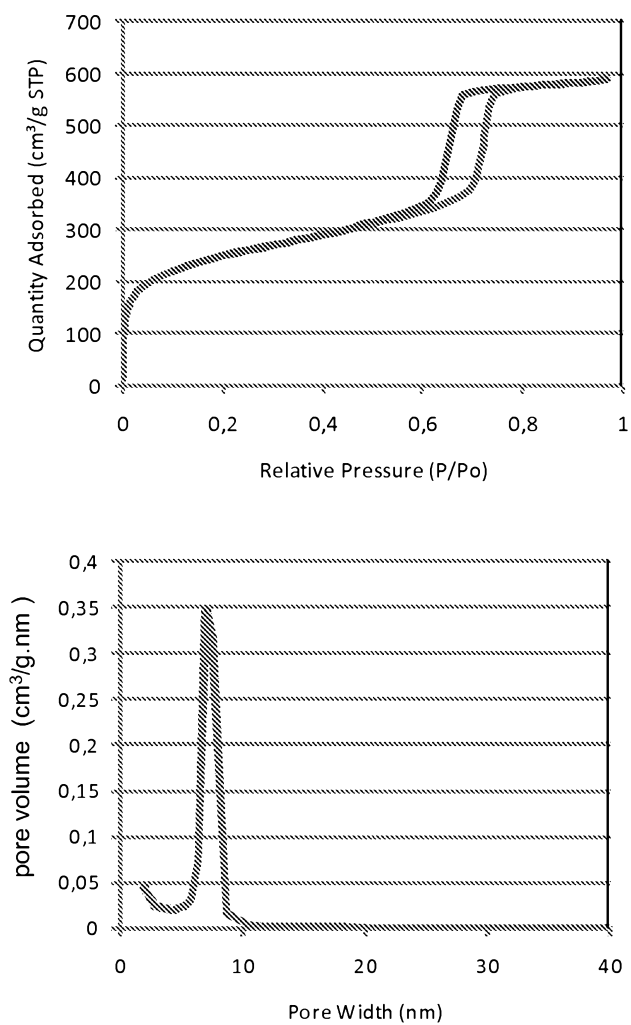 700
600
500
400
300
200
100
0
Quantity Adsorbed (cm³/g STP)
0 0,2 0,4 0,6 0,8 1
Relative Pressure (P/Po)
0,4
0,35
0,3
0,25
0,2
0,15
0,1
0,05
0
pore volume (cm³/g.nm )
0 10 20 30 40
Pore Width (nm)